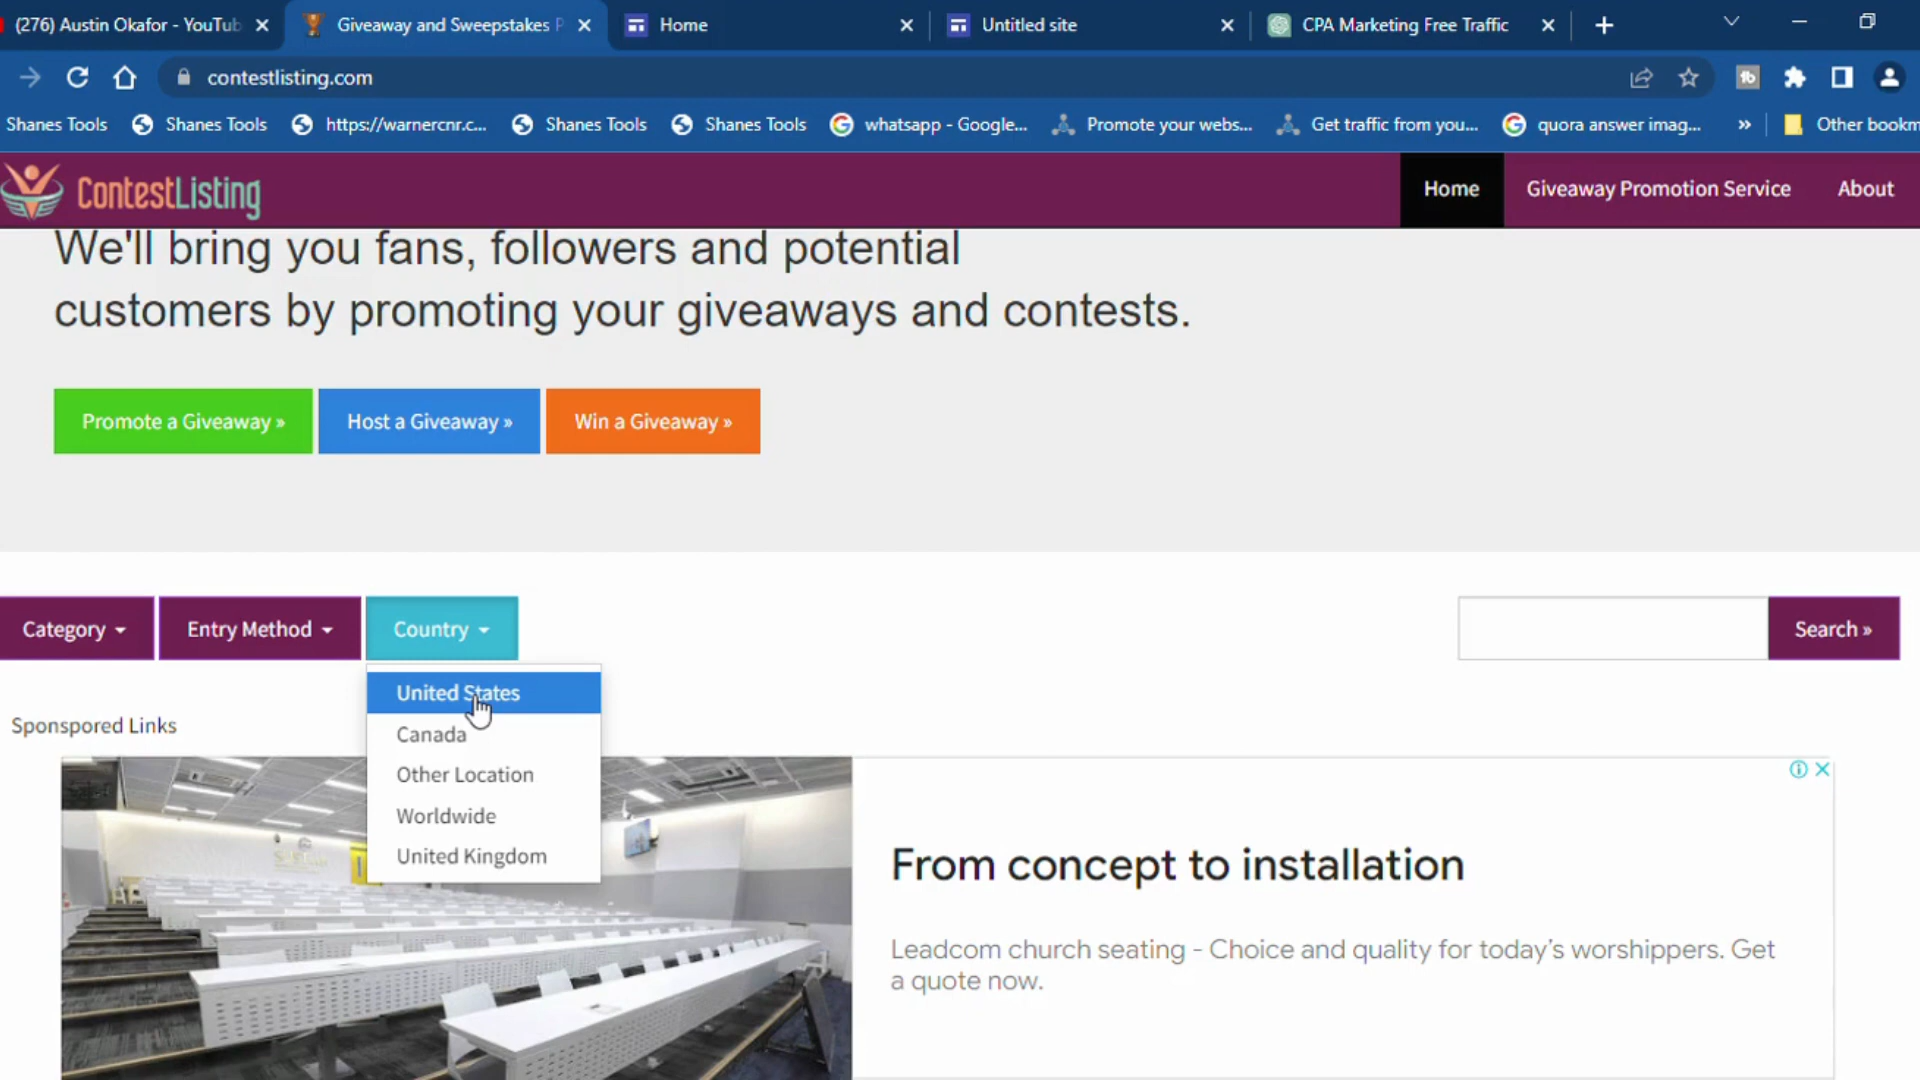 (276) Austin Okafor - YouTub
Giveaway and Sweepstakes P
Home
Untitled site
CPA Marketing Free Traffic
contestlisting.com
Shanes Tools
Shanes Tools
https://warnercnr.c...
Shanes Tools
Shanes Tools
whatsapp - Google...
Promote your webs...
Get traffic from you...
quora answer imag...
»
Other bookm
ContestListing
Home
Giveaway Promotion Service
About
We'll bring you fans, followers and potential
customers by promoting your giveaways and contests.
Promote a Giveaway »
Host a Giveaway »
Win a Giveaway »
Category
Entry Method
Country
Search »
United States
Canada
Other Location
Worldwide
United Kingdom
Sponspored Links
From concept to installation
Leadcom church seating - Choice and quality for today's worshippers. Get
a quote now.